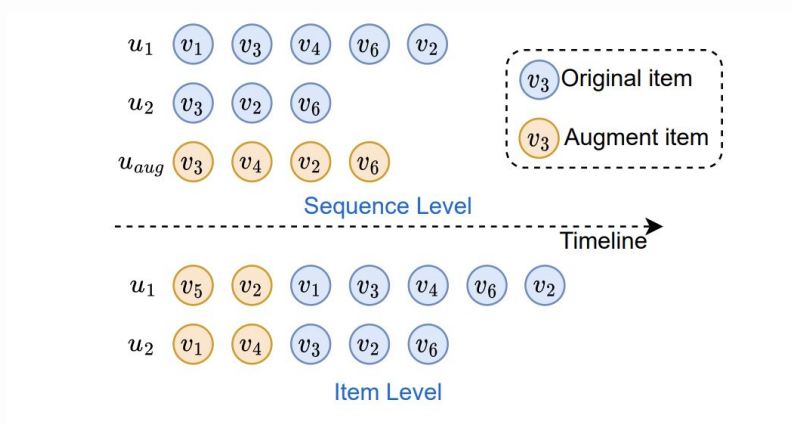 u₁ v₁ v₃ v₄ v₆ v₂
u₂ v₃ v₂ v₆
u_aug v₃ v₄ v₂ v₆
Sequence Level
v₃ Original item
v₃ Augment item
Timeline
u₁ v₅ v₂ v₁ v₃ v₄ v₆ v₂
u₂ v₁ v₄ v₃ v₂ v₆
Item Level